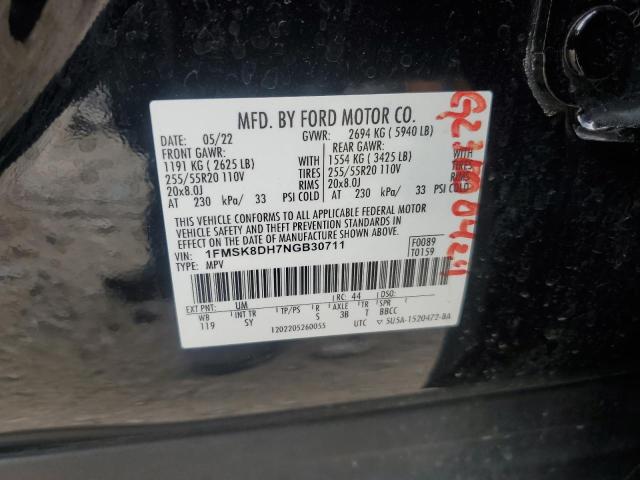 MFD. BY FORD MOTOR CO.
DATE: 05/22 GVWR: 2694 KG ( 5940 LB)
FRONT GAWR: REAR GAWR:
1191 KG ( 2625 LB) WITH 1554 KG ( 3425 LB)
255/55R20 110V TIRES 255/55R20 110V
20x8.0J RIMS 20x8.0J
AT 230 kPa/ 33 PSI COLD AT 230 kPa/ 33 PSI COLD
THIS VEHICLE CONFORMS TO ALL APPLICABLE FEDERAL MOTOR
VEHICLE SAFETY AND THEFT PREVENTION STANDARDS
IN EFFECT ON THE DATE OF MANUFACTURE SHOWN ABOVE.
VIN: 1FMSK8DH7NGB30711 F0089
TYPE: MPV T0159
EXT PNT: UM RC: 44 DSO:
WB INT TR TP/PS R AXLE TR SPR
119 SY S 3B T BBCC
1202205260055 UTC